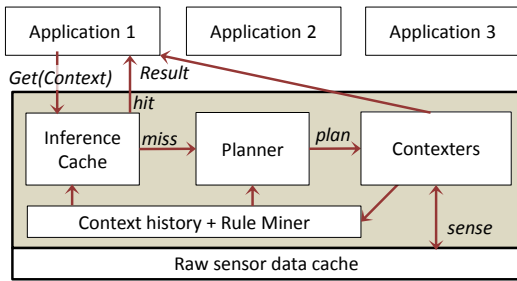 Application 1
Application 2
Application 3
Get(Context)
Result
hit
Inference
Cache
miss
Planner
plan
Contexters
Context history + Rule Miner
sense
Raw sensor data cache